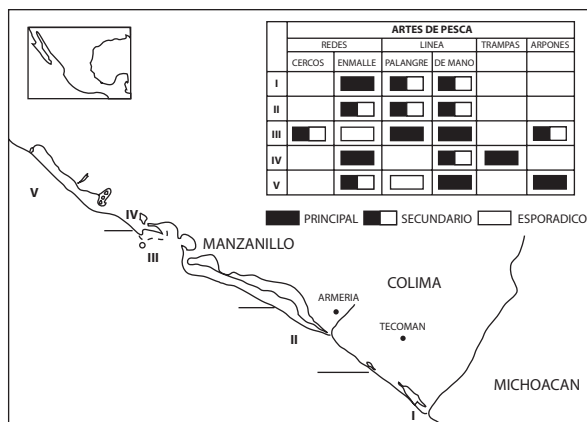 ARTES DE PESCA
REDES LINEA TRAMPAS ARPONES
CERCOS ENMALLE PALANGRE DE MANO
I
II
III
IV
V
PRINCIPAL SECUNDARIO ESPORADICO
V
IV
III
MANZANILLO
COLIMA
ARMERIA
TECOMAN
II
MICHOACAN
I